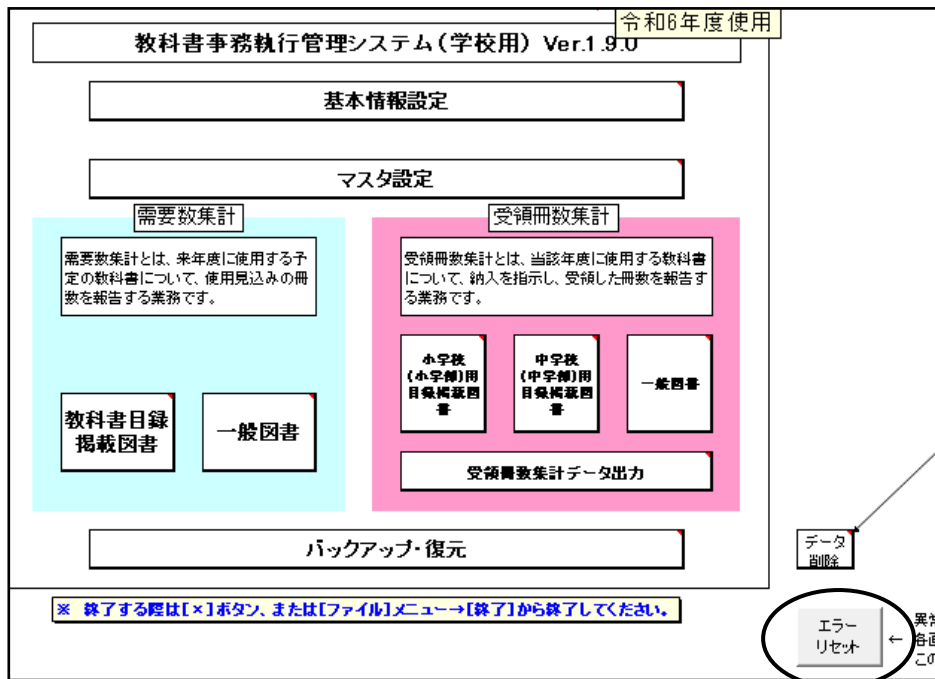 令和6年度使用
教科書事務執行管理システム(学校用) Ver.1.9.0
基本情報設定
マスタ設定
需要数集計
需要数集計とは、来年度に使用する予
定の教科書について、使用見込みの冊
数を報告する業務です。
教科書目録
掲載図書
一般図書
受領冊数集計
受領冊数集計とは、当該年度に使用する教科書
について、納入を指示し、受領した冊数を報告す
る業務です。
小学校
(小学部)用
目録掲載図
書
中学校
(中学部)用
目録掲載図
書
一般図書
受領冊数集計データ出力
バックアップ・復元
データ
削除
※ 終了する際は[×]ボタン、または[ファイル]メニュー→[終了]から終了してください。
エラー
リセット
← 異常
各画
この